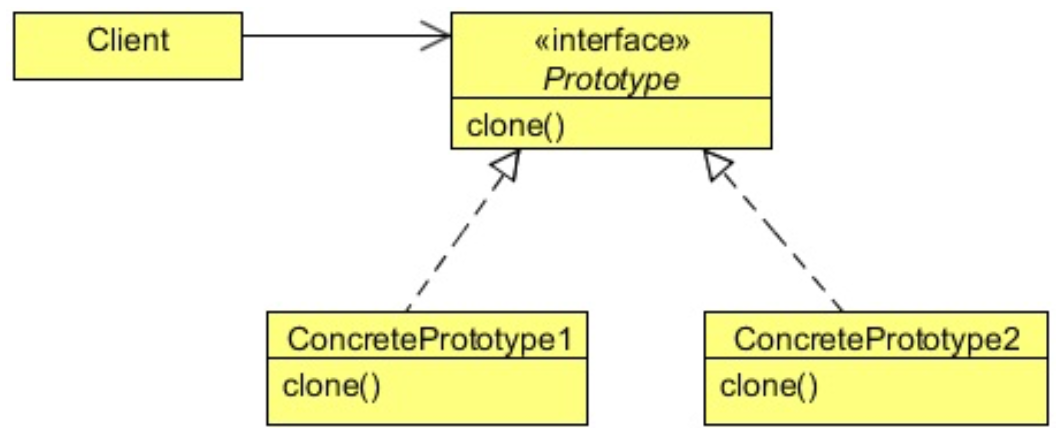 Client
«interface»
Prototype
clone()
ConcretePrototype1
clone()
ConcretePrototype2
clone()